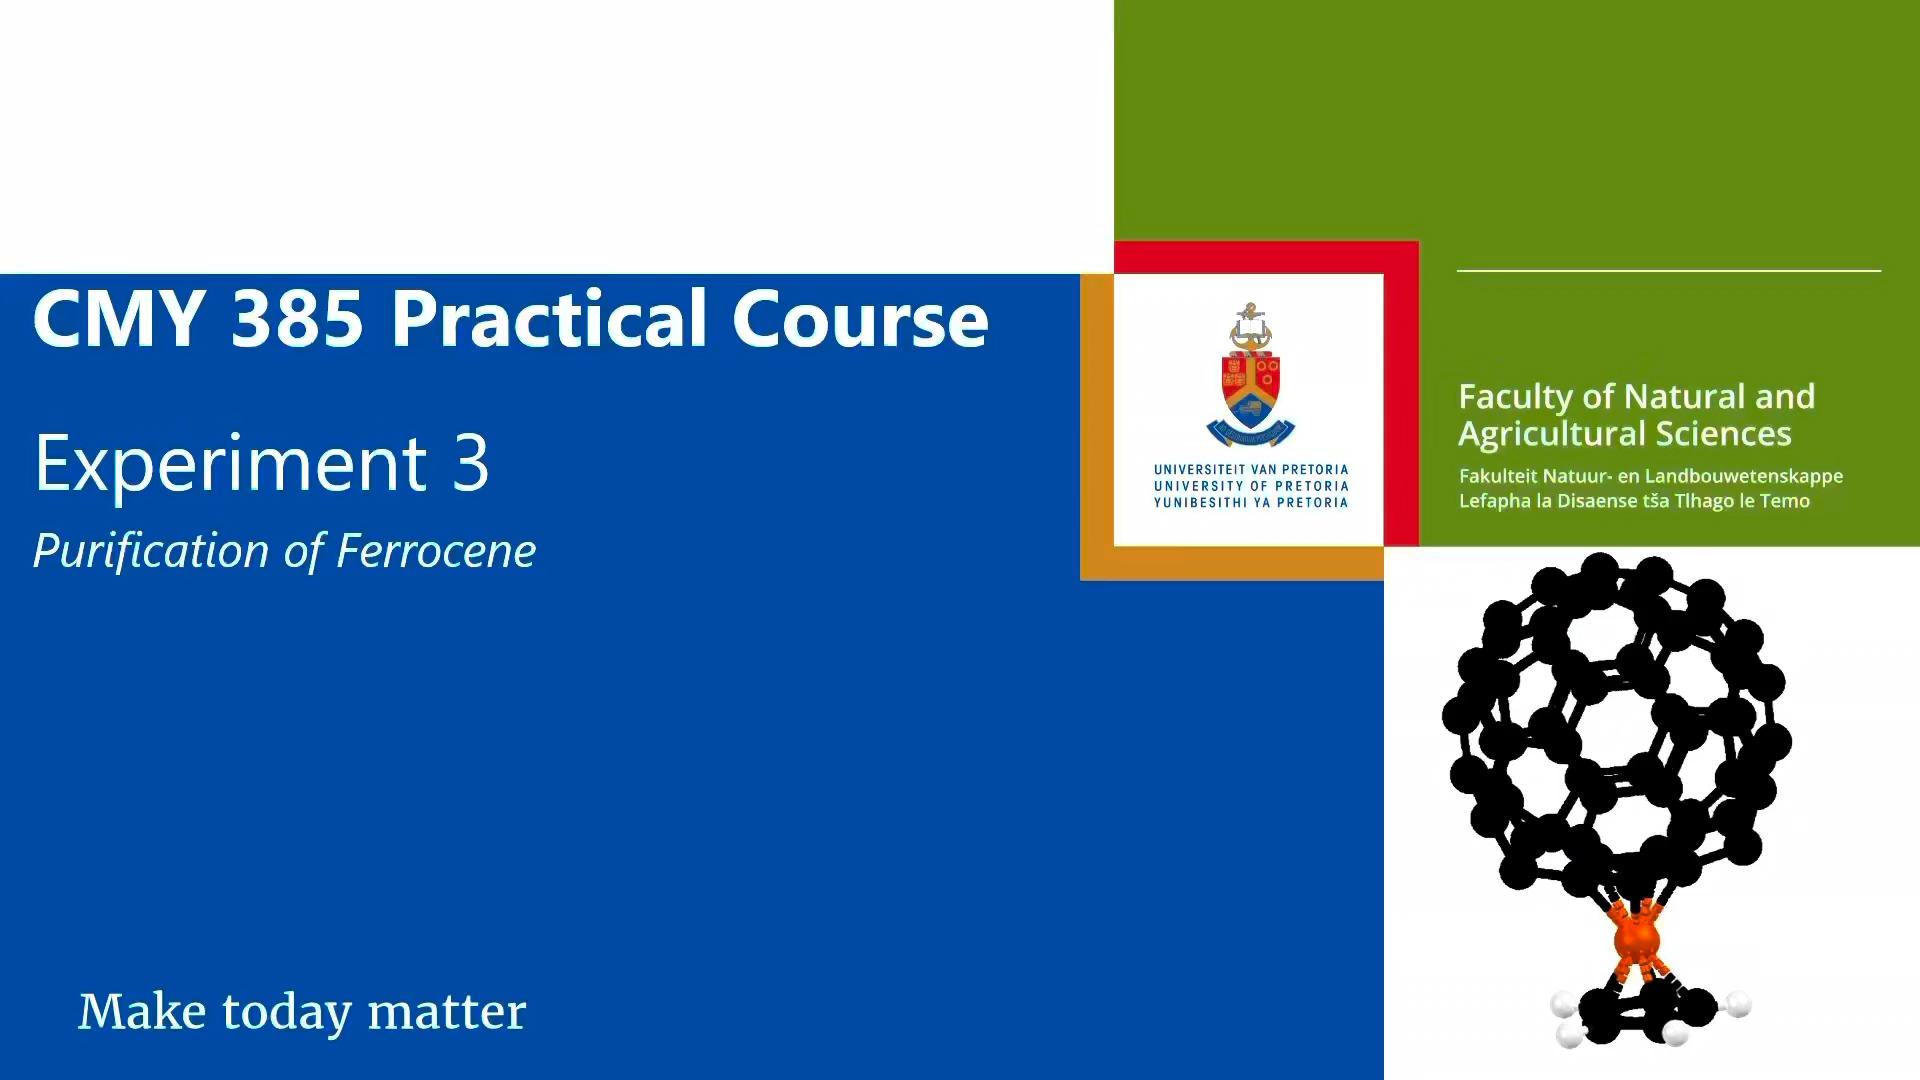 CMY 385 Practical Course
Experiment 3
Purification of Ferrocene
Make today matter
UNIVERSITEIT VAN PRETORIA
UNIVERSITY OF PRETORIA
YUNIBESITHI YA PRETORIA
Faculty of Natural and
Agricultural Sciences
Fakulteit Natuur- en Landbouwetenskappe
Lefapha la Disaense tša Tlhago le Temo